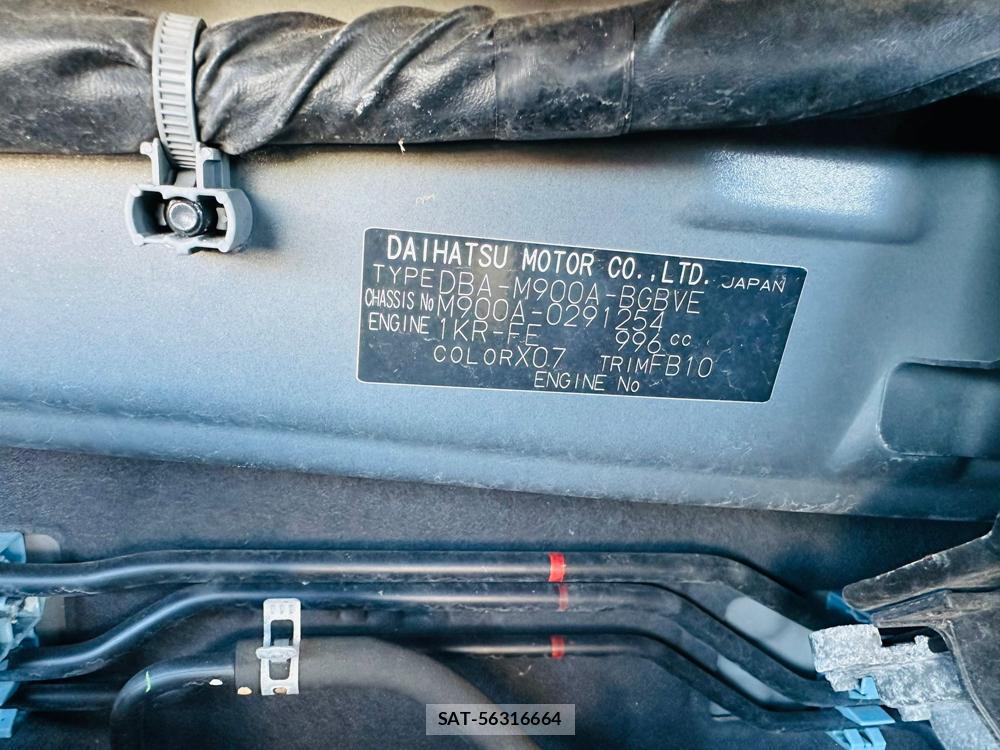 DAIHATSU MOTOR CO.,LTD. JAPAN
TYPE DBA-M900A-BGBVE
CHASSIS No M900A-0291254
ENGINE 1KR-FE 996 cc
COLOR X07 TRIM FB10
ENGINE No
SAT-56316664